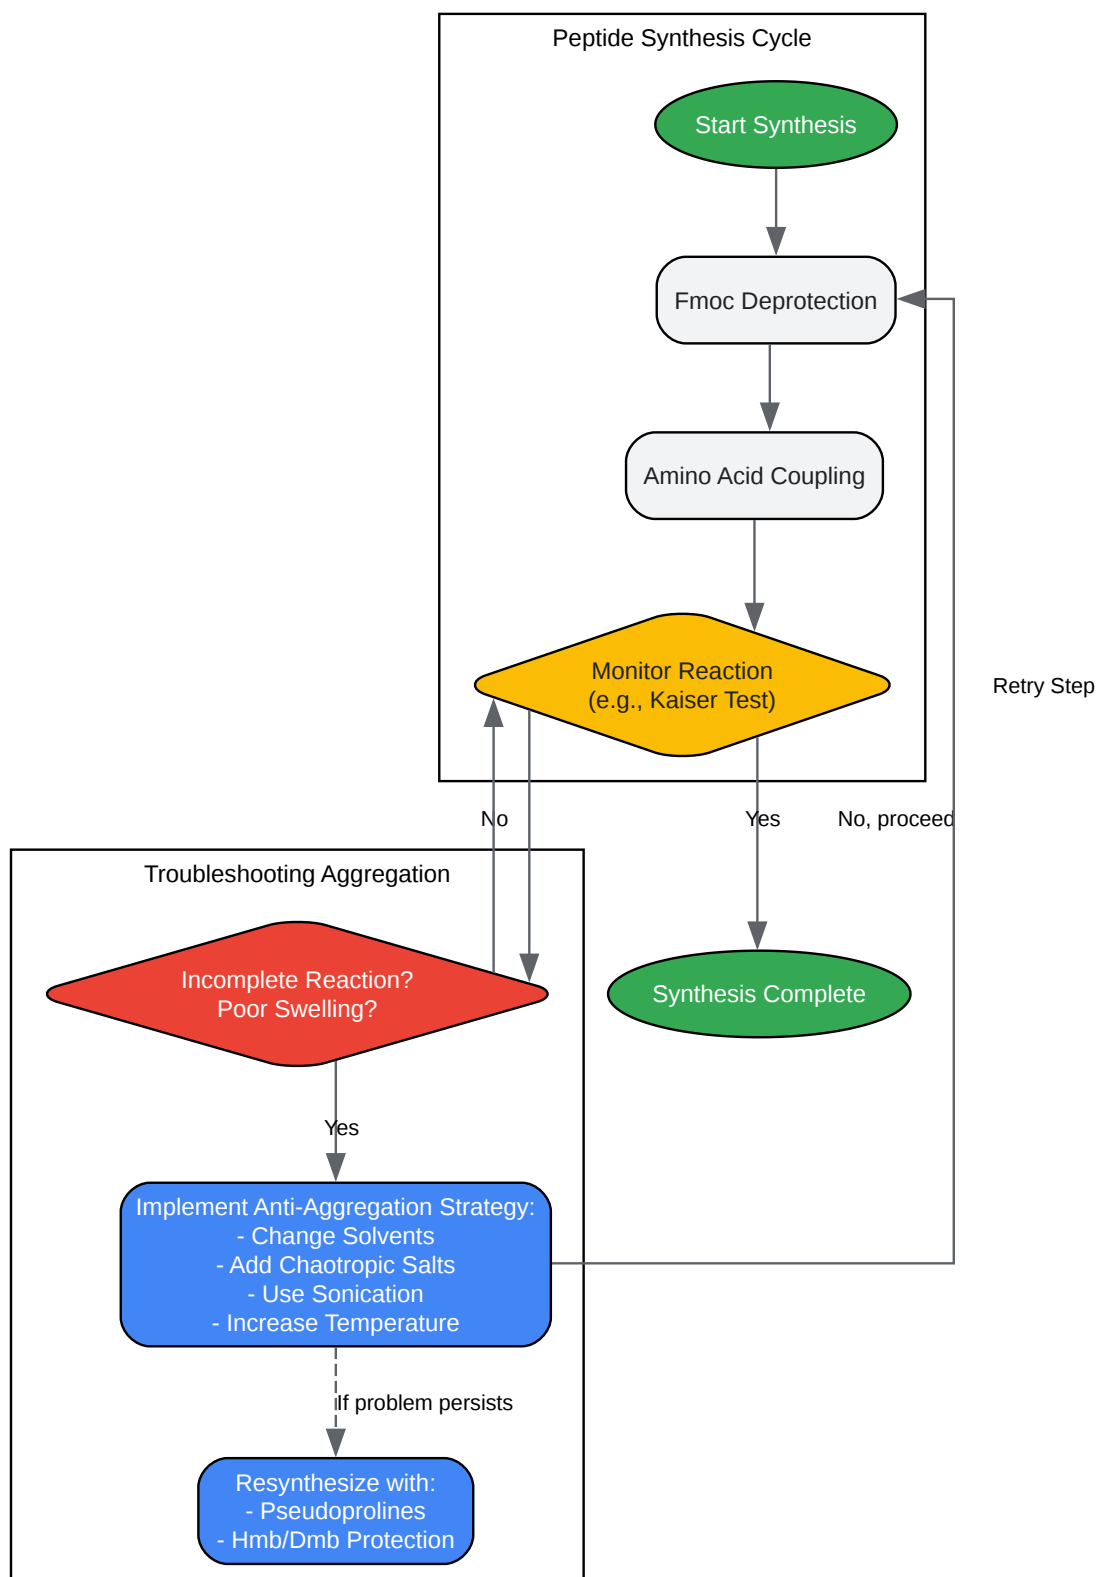 Peptide Synthesis Cycle
Start Synthesis
Fmoc Deprotection
Amino Acid Coupling
Monitor Reaction
(e.g., Kaiser Test)
Retry Step
No
Yes
No, proceed
Troubleshooting Aggregation
Incomplete Reaction?
Poor Swelling?
Synthesis Complete
Yes
Implement Anti-Aggregation Strategy:
- Change Solvents
- Add Chaotropic Salts
- Use Sonication
- Increase Temperature
If problem persists
Resynthesize with:
- Pseudoprolines
- Hmb/Dmb Protection